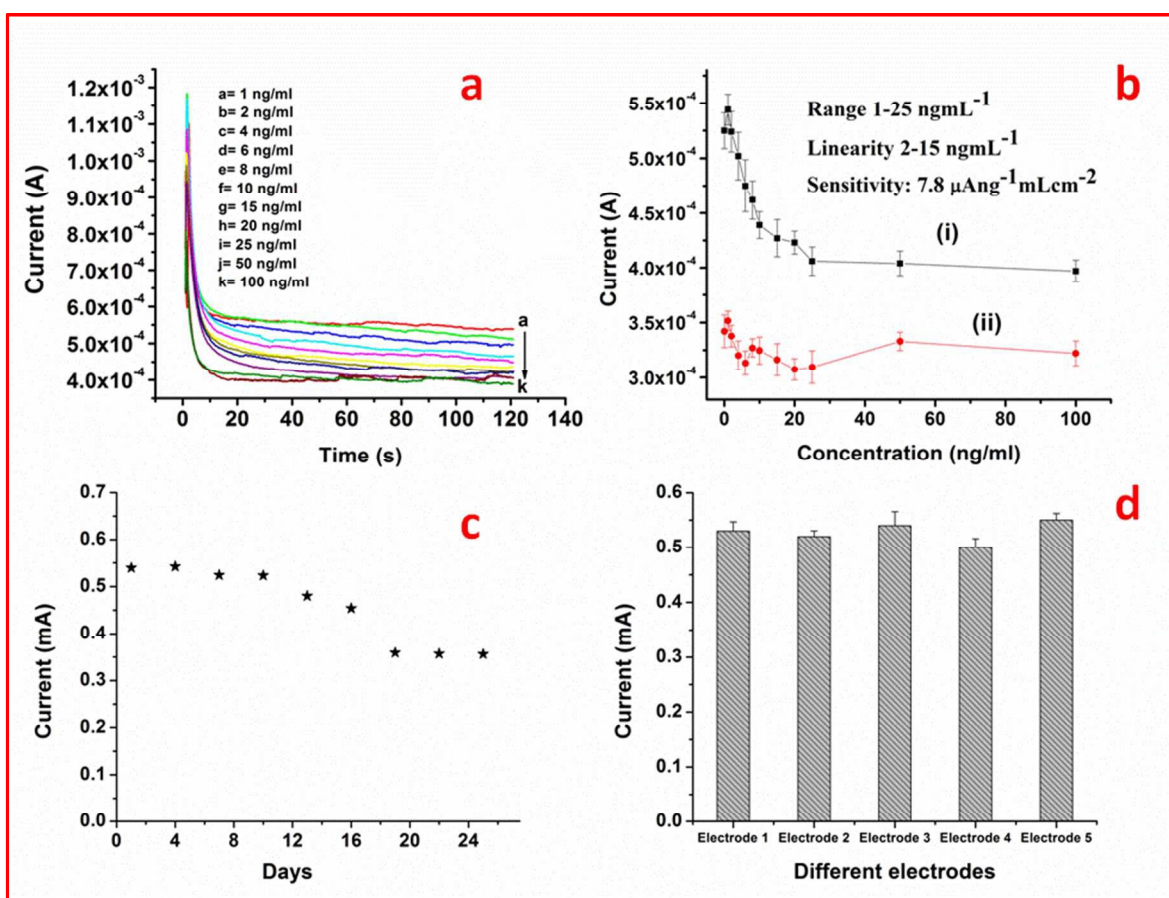 a
1.2x10-3
1.1x10-3
1.0x10-3
9.0x10-4
8.0x10-4
7.0x10-4
6.0x10-4
5.0x10-4
4.0x10-4
Current (A)
a= 1 ng/ml
b= 2 ng/ml
c= 4 ng/ml
d= 6 ng/ml
e= 8 ng/ml
f= 10 ng/ml
g= 15 ng/ml
h= 20 ng/ml
i= 25 ng/ml
j= 50 ng/ml
k= 100 ng/ml
a
k
0 20 40 60 80 100 120 140
Time (s)
b
5.5x10-4
5.0x10-4
4.5x10-4
4.0x10-4
3.5x10-4
3.0x10-4
Current (A)
Range 1-25 ngmL-1
Linearity 2-15 ngmL-1
Sensitivity: 7.8 µAng-1mLcm-2
(i)
(ii)
0 20 40 60 80 100
Concentration (ng/ml)
c
0.7
0.6
0.5
0.4
0.3
0.2
0.1
0.0
Current (mA)
0 4 8 12 16 20 24
Days
d
0.6
0.5
0.4
0.3
0.2
0.1
0.0
Current (mA)
Electrode 1 Electrode 2 Electrode 3 Electrode 4 Electrode 5
Different electrodes